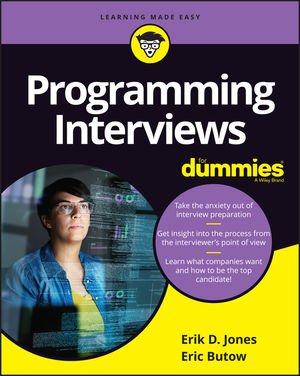 LEARNING MADE EASY
Programming
Interviews
for
dummies®
A Wiley Brand
Take the anxiety out of
interview preparation
Get insight into the process from
the interviewer's point of view
Learn what companies want
and how to be the top
candidate!
Erik D. Jones
Eric Butow